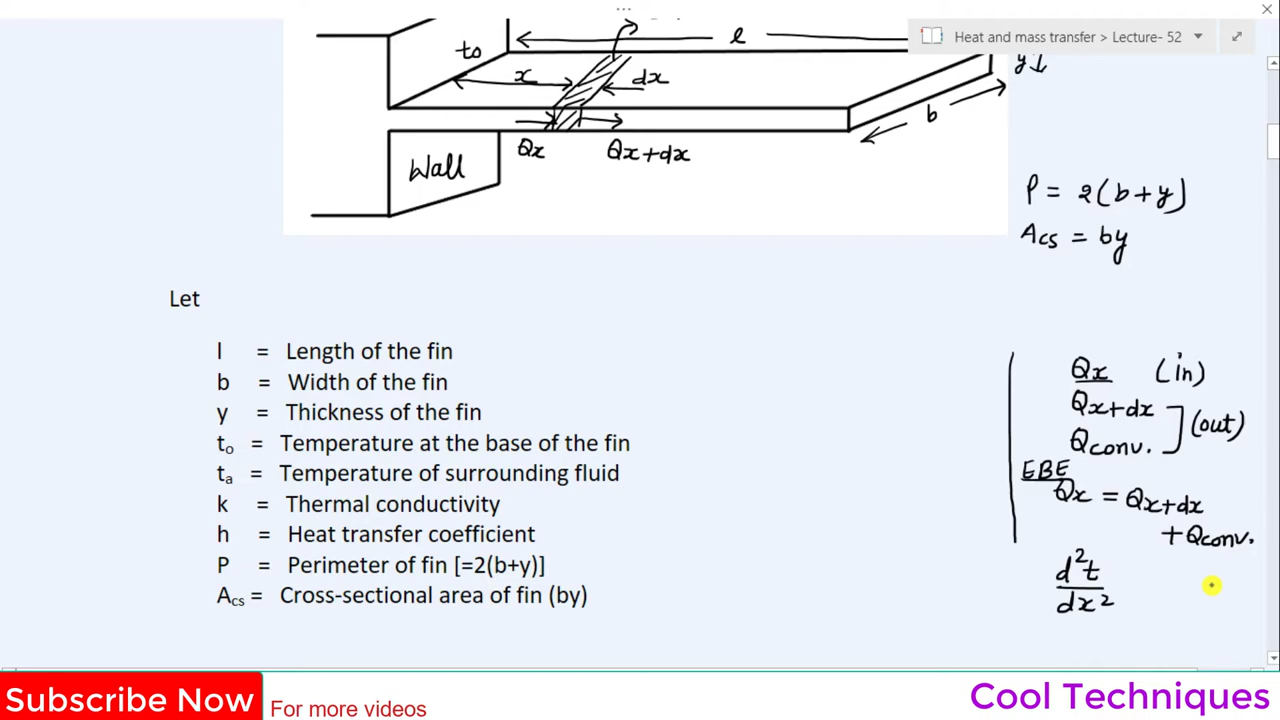 Heat and mass transfer > Lecture- 52
l
to
x
dx
y
b
Qx
Qx+dx
Wall
P = 2(b+y)
Acs = by
Let
l = Length of the fin
b = Width of the fin
y = Thickness of the fin
to = Temperature at the base of the fin
ta = Temperature of surrounding fluid
k = Thermal conductivity
h = Heat transfer coefficient
P = Perimeter of fin [=2(b+y)]
Acs = Cross-sectional area of fin (by)
Qx (in)
Qx+dx
Qconv. ] (out)
EBE
Qx = Qx+dx
+Qconv.
d²t
dx²
Subscribe Now
For more videos
Cool Techniques